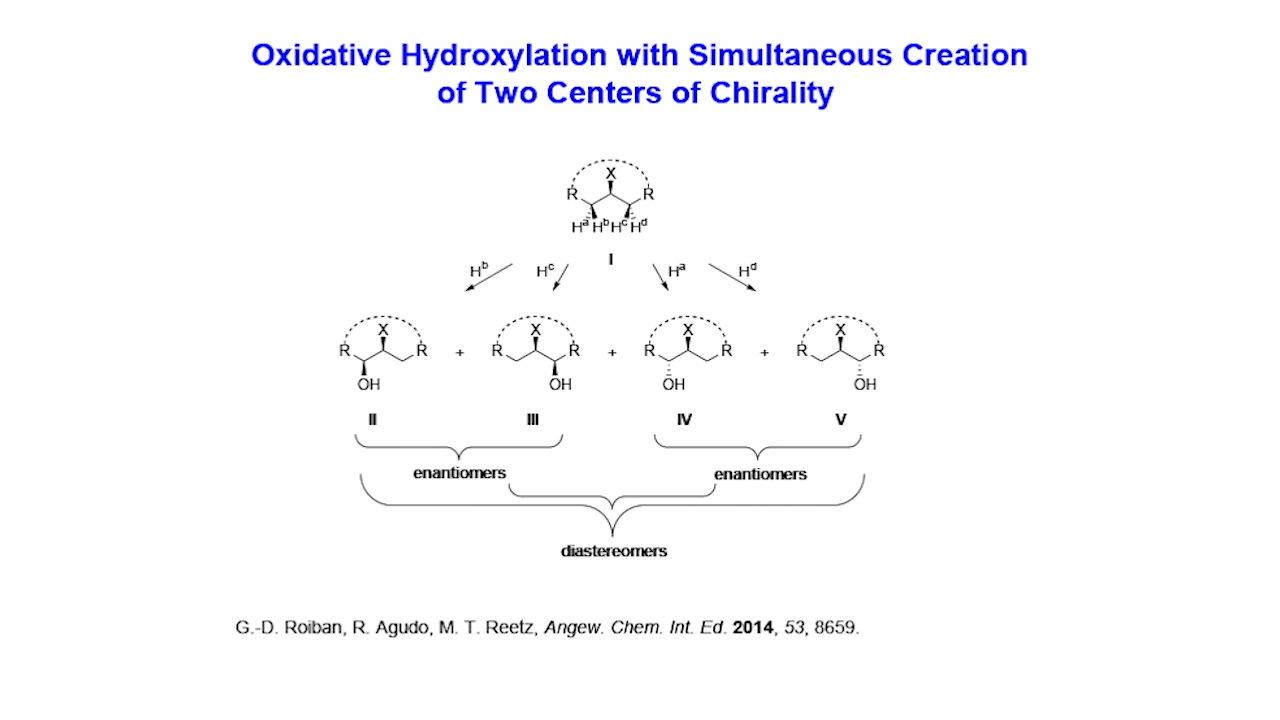 Oxidative Hydroxylation with Simultaneous Creation
of Two Centers of Chirality
X
R R
Hᵃ Hᵇ Hᶜ Hᵈ
I
Hᵇ Hᶜ Hᵃ Hᵈ
X X X X
R R + R R + R R + R R
OH OH OH OH
II III IV V
enantiomers enantiomers
diastereomers
G.-D. Roiban, R. Agudo, M. T. Reetz, Angew. Chem. Int. Ed. 2014, 53, 8659.